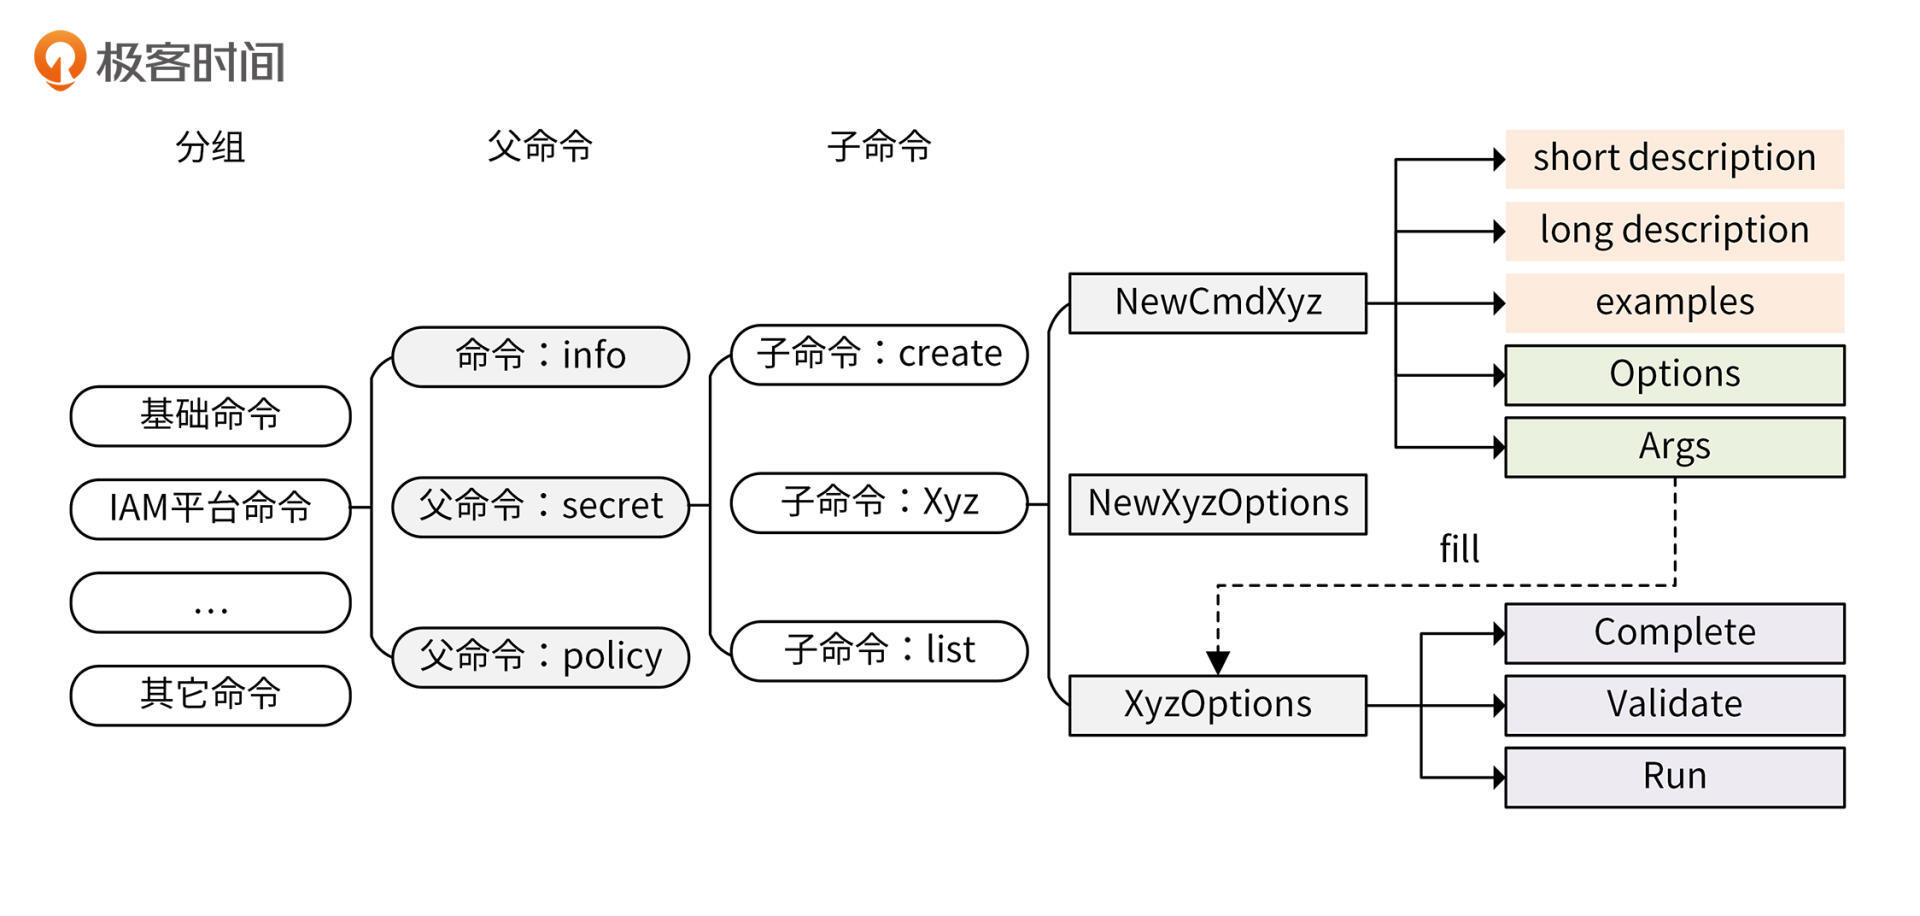 极客时间
分组
父命令
子命令
基础命令
IAM平台命令
...
其它命令
命令：info
父命令：secret
父命令：policy
子命令：create
子命令：Xyz
子命令：list
NewCmdXyz
NewXyzOptions
XyzOptions
short description
long description
examples
Options
Args
fill
Complete
Validate
Run